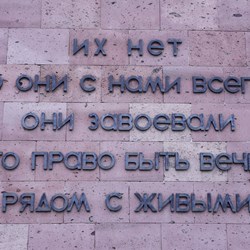 ИХ НЕТ
ОНИ С НАМИ
ОНИ ЗАВОЕВАЛИ
ПРАВО БЫТЬ
РЯДОМ С ЖИВЫМИ